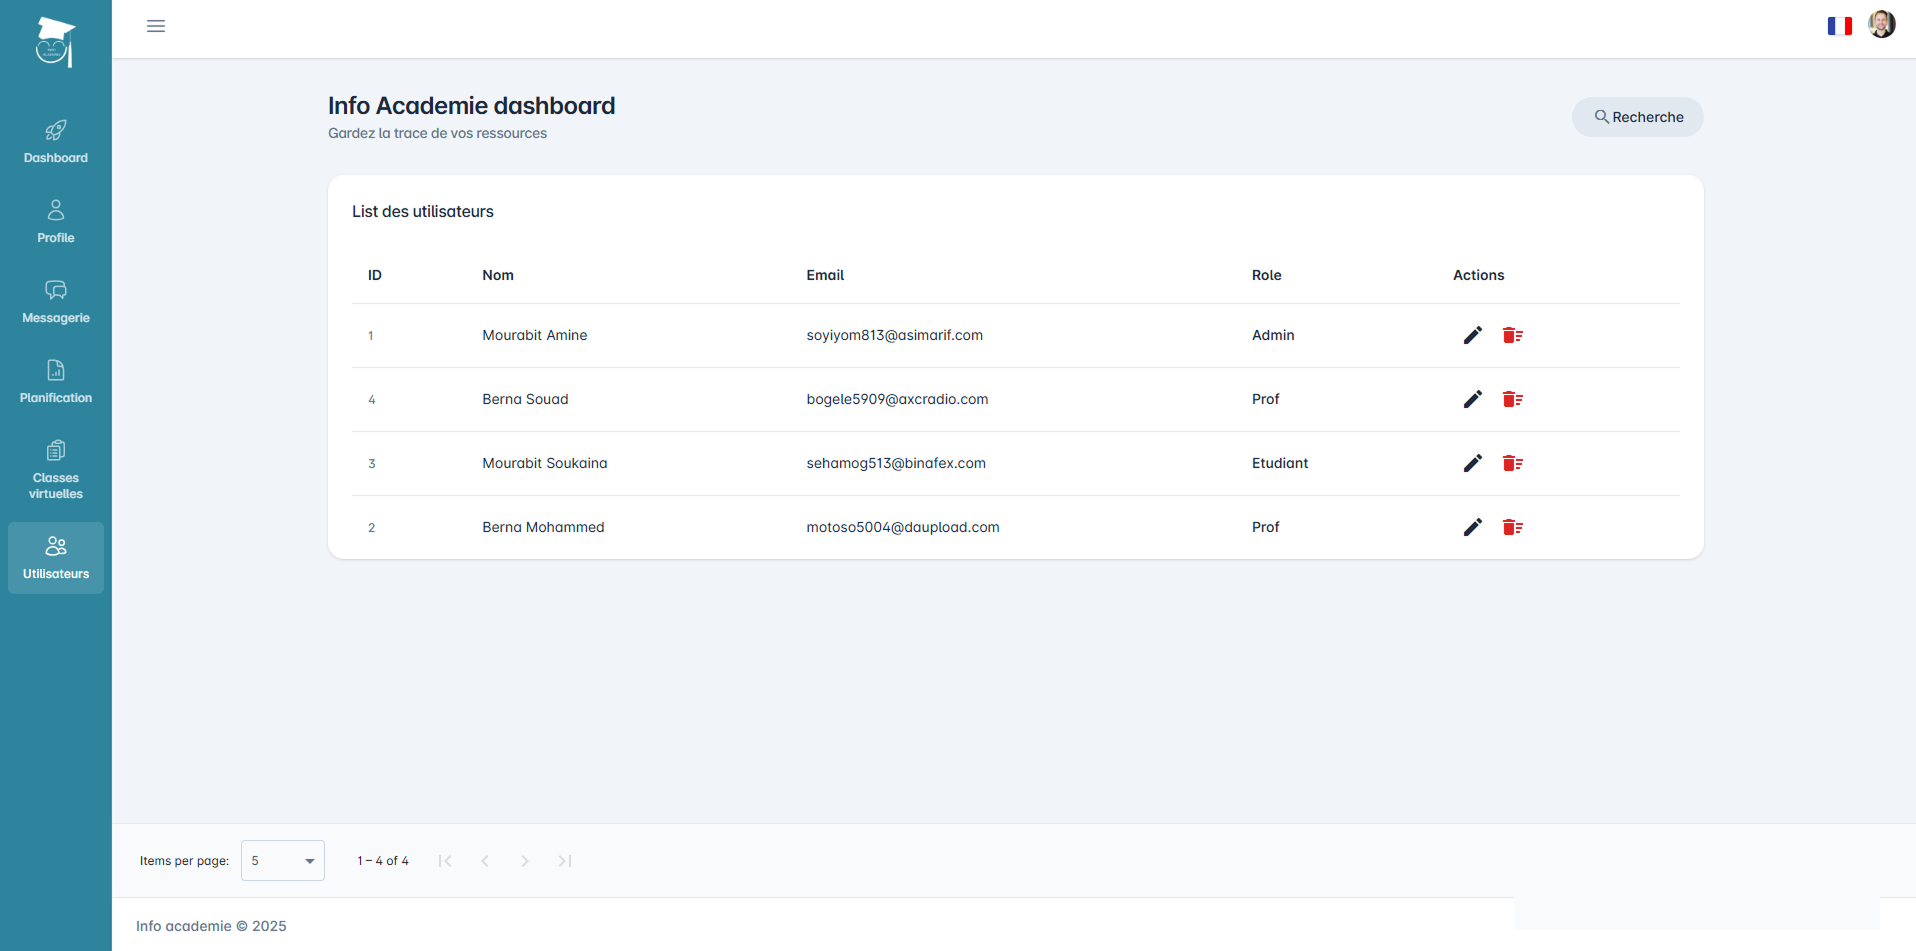 Info Academie dashboard
Gardez la trace de vos ressources
Recherche
Dashboard
Profile
Messagerie
Planification
Classes
virtuelles
Utilisateurs
List des utilisateurs
ID Nom Email Role Actions
1 Mourabit Amine soyiyom813@asimarif.com Admin
4 Berna Souad bogele5909@axcradio.com Prof
3 Mourabit Soukaina sehamog513@binafex.com Etudiant
2 Berna Mohammed motoso5004@daupload.com Prof
Items per page: 5 1 – 4 of 4
Info academie © 2025